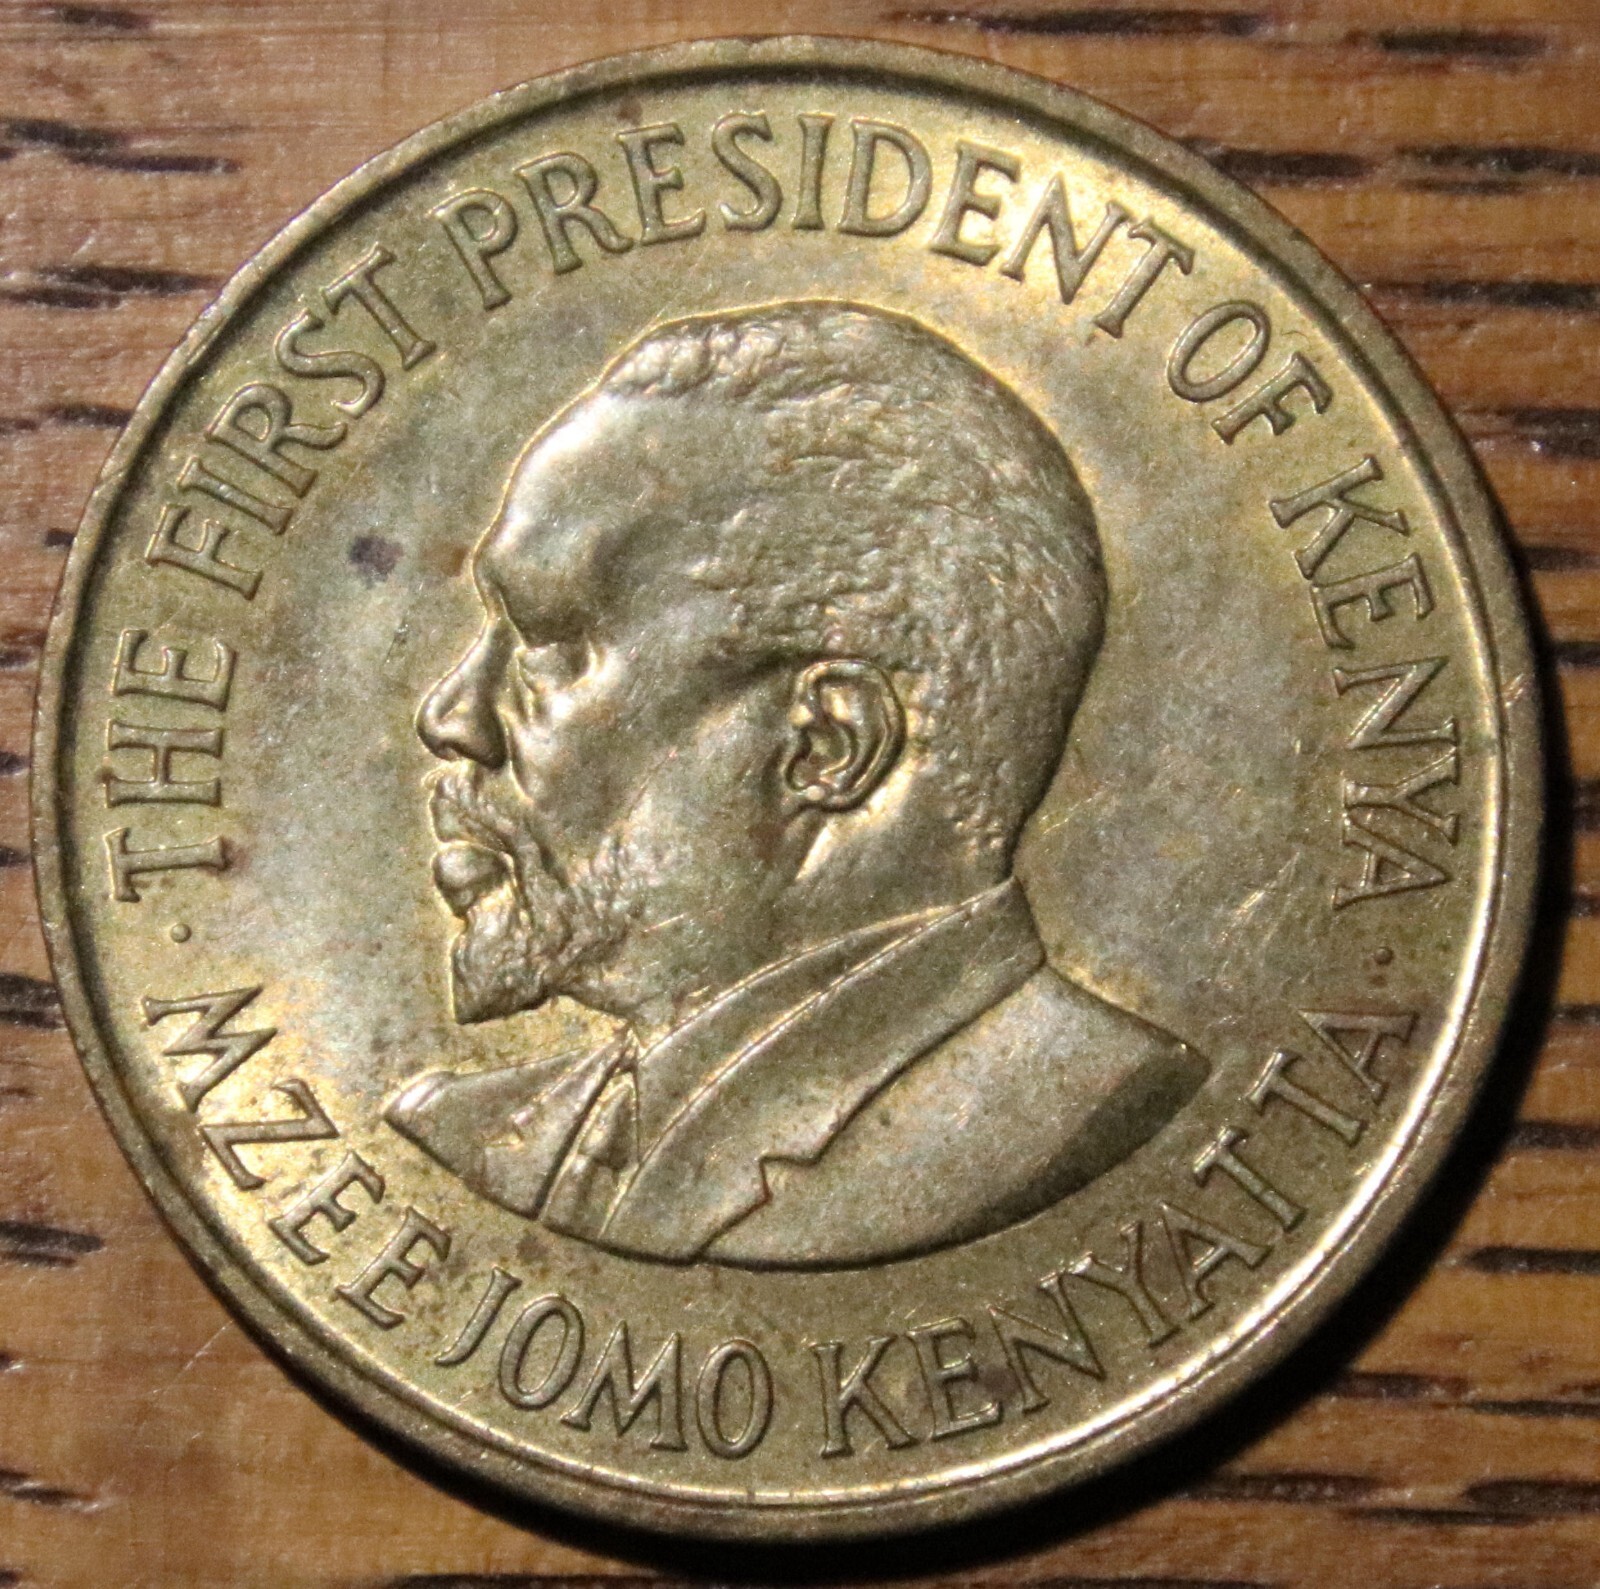 THE FIRST PRESIDENT OF KENYA
· MZEE JOMO KENYATTA ·